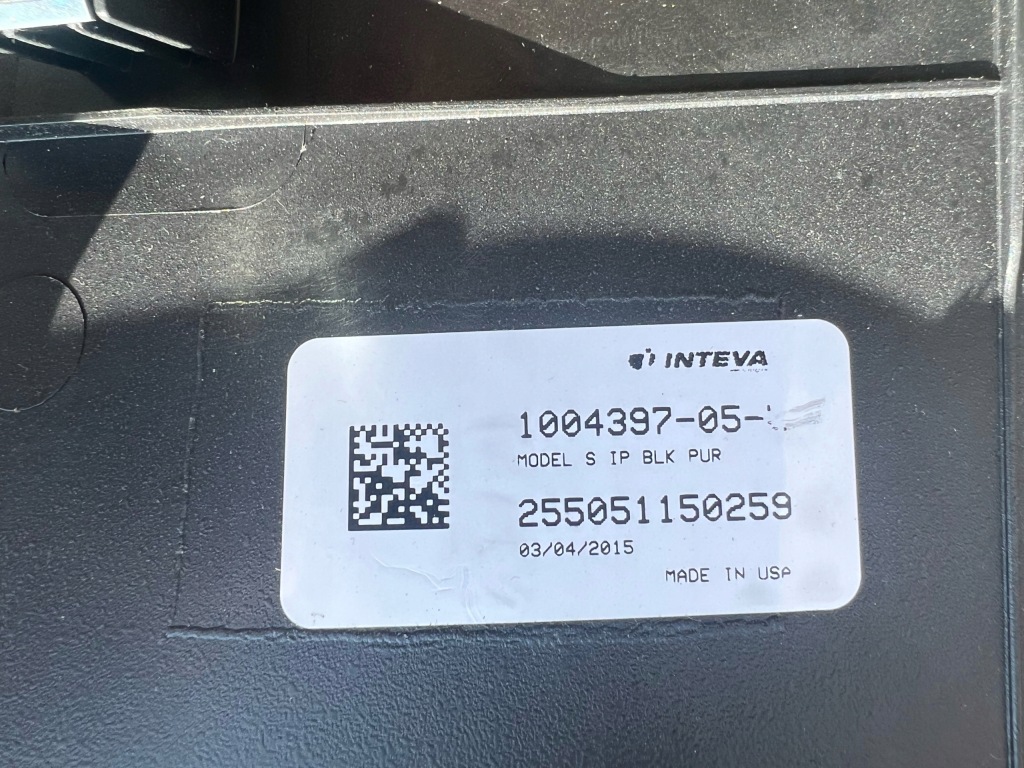 INTEVA
1004397-05-
MODEL S IP BLK PUR
255051150259
03/04/2015
MADE IN USA